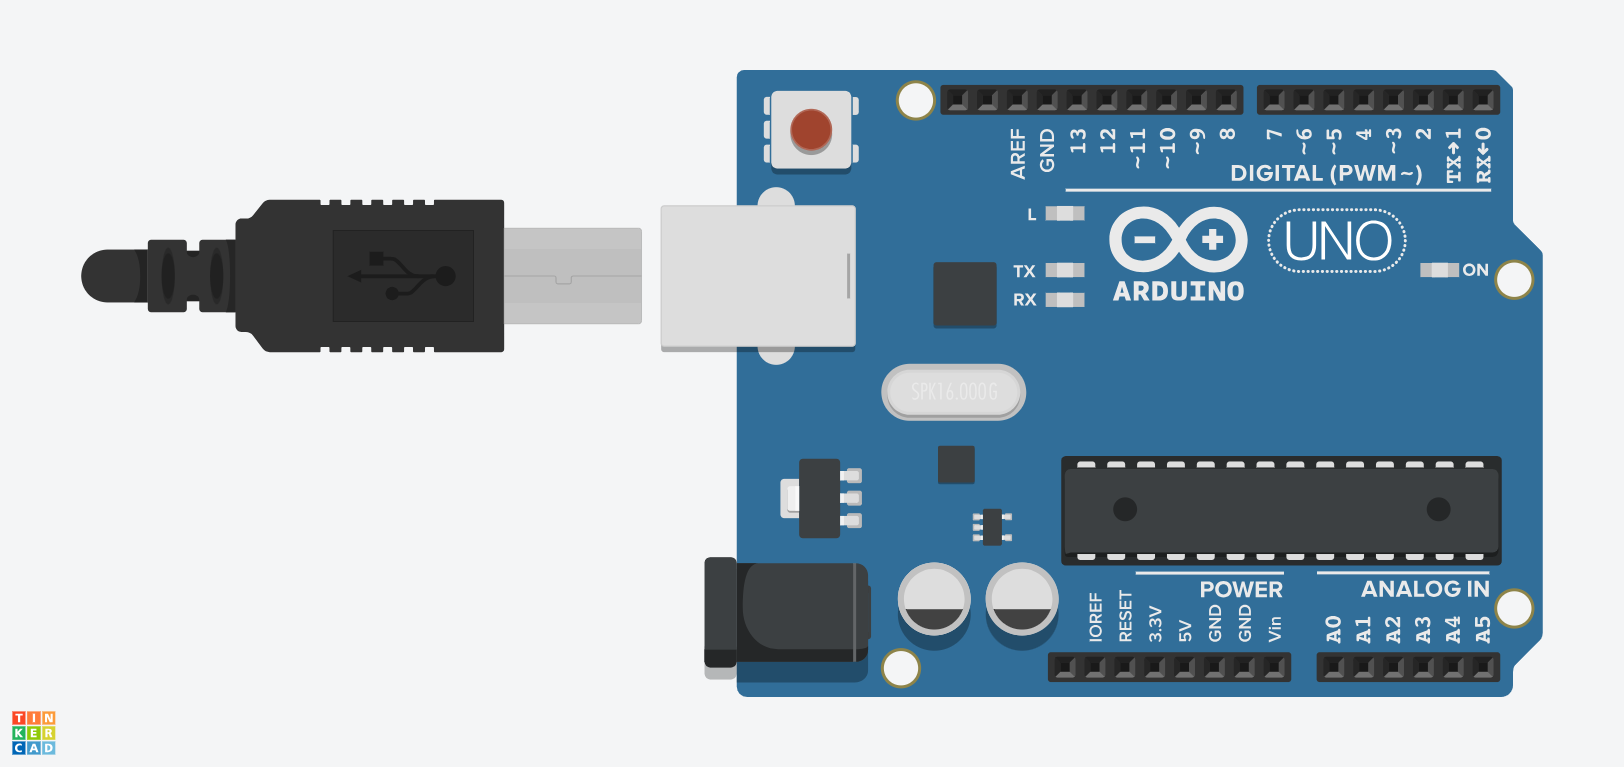 AREF GND 13 12 ~11 ~10 ~9 8 7 ~6 ~5 4 ~3 2 TX→1 RX←0
DIGITAL (PWM~)
L
UNO
TX
ON
RX
ARDUINO
SPK16.000G
POWER
ANALOG IN
IOREF RESET 3.3V 5V GND GND Vin
A0 A1 A2 A3 A4 A5
TIN
KER
CAD